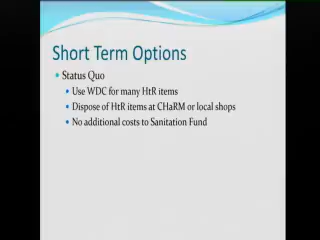 Short Term Options
Status Quo
Use WDC for many HtR items
Dispose of HtR items at CHaRM or local shops
No additional costs to Sanitation Fund